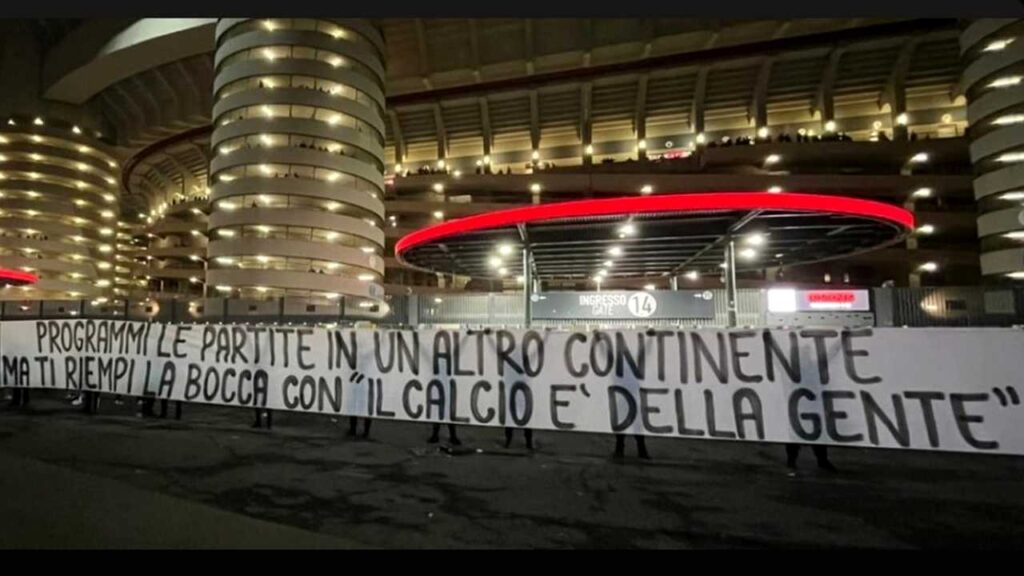 INGRESSO
GATE 14
PROGRAMMI LE PARTITE IN UN ALTRO CONTINENTE
MA TI RIEMPI LA BOCCA CON "IL CALCIO E' DELLA GENTE"